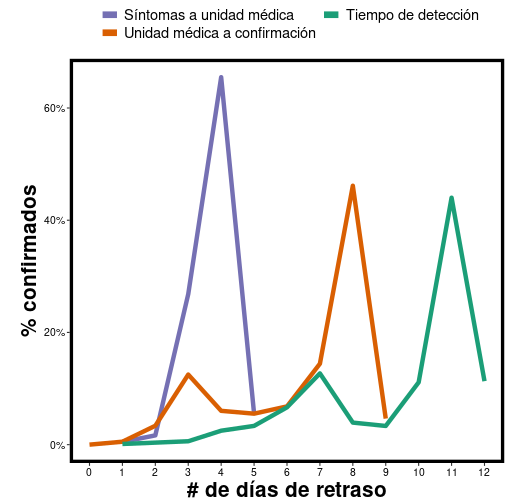 Síntomas a unidad médica
Tiempo de detección
Unidad médica a confirmación
% confirmados
60%
40%
20%
0%
0 1 2 3 4 5 6 7 8 9 10 11 12
# de días de retraso